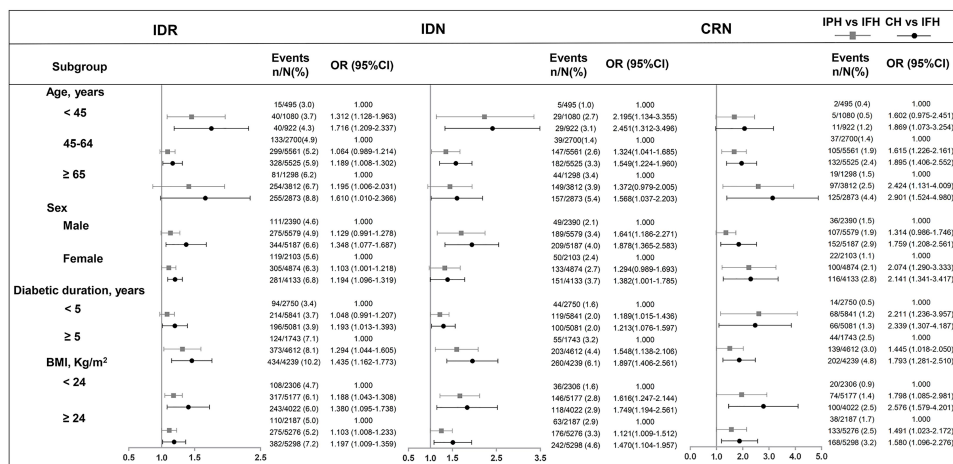 IDR IDN CRN IPH vs IFH CH vs IFH
Subgroup Events n/N(%) OR (95%CI) Events n/N(%) OR (95%CI) Events n/N(%) OR (95%CI)
Age, years
< 45
15/495 (3.0) 1.000 5/495 (1.0) 1.000 2/495 (0.4) 1.000
40/1080 (3.7) 1.312 (1.128-1.963) 29/1080 (2.7) 2.195(1.134-3.355) 5/1080 (0.5) 1.602 (0.975-2.451)
40/922 (4.3) 1.716 (1.209-2.337) 29/922 (3.1) 2.451(1.312-3.496) 11/922 (1.2) 1.869 (1.073-3.254)
45-64
133/2700(4.9) 1.000 39/2700 (1.4) 1.000 37/2700 (1.4) 1.000
299/5561 (5.2) 1.064 (0.989-1.214) 147/5561 (2.6) 1.324(1.041-1.685) 105/5561 (1.9) 1.615 (1.226-2.161)
328/5525 (5.9) 1.189 (1.008-1.302) 182/5525 (3.3) 1.549(1.224-1.960) 132/5525 (2.4) 1.895 (1.406-2.552)
≥ 65
81/1298 (6.2) 1.000 44/1298 (3.4) 1.000 19/1298 (1.5) 1.000
254/3812 (6.7) 1.195 (1.006-2.031) 149/3812 (3.9) 1.372(0.979-2.005) 97/3812 (2.5) 2.424 (1.131-4.009)
255/2873 (8.8) 1.610 (1.010-2.366) 157/2873 (5.4) 1.568(1.037-2.203) 125/2873 (4.4) 2.901 (1.524-4.980)
Sex
Male
111/2390 (4.6) 1.000 49/2390 (2.1) 1.000 36/2390 (1.5) 1.000
275/5579 (4.9) 1.129 (0.991-1.278) 189/5579 (3.4) 1.641(1.186-2.271) 107/5579 (1.9) 1.314 (0.986-1.746)
344/5187 (6.6) 1.348 (1.077-1.687) 209/5187 (4.0) 1.878(1.365-2.583) 152/5187 (2.9) 1.759 (1.208-2.561)
Female
119/2103 (5.6) 1.000 50/2103 (2.4) 1.000 22/2103 (1.1) 1.000
305/4874 (6.3) 1.103 (1.001-1.218) 133/4874 (2.7) 1.294(0.989-1.693) 100/4874 (2.1) 2.074 (1.290-3.333)
281/4133 (6.8) 1.194 (1.096-1.319) 151/4133 (3.7) 1.382(1.001-1.785) 116/4133 (2.8) 2.141 (1.341-3.417)
Diabetic duration, years
< 5
94/2750 (3.4) 1.000 44/2750 (1.6) 1.000 14/2750 (0.5) 1.000
214/5841 (3.7) 1.048 (0.991-1.207) 119/5841 (2.0) 1.189(1.015-1.436) 68/5841 (1.2) 2.211 (1.236-3.957)
196/5081 (3.9) 1.193 (1.013-1.393) 100/5081 (2.0) 1.213(1.076-1.597) 66/5081 (1.3) 2.339 (1.307-4.187)
≥ 5
124/1743 (7.1) 1.000 55/1743 (3.2) 1.000 44/1743 (2.5) 1.000
373/4612 (8.1) 1.294 (1.044-1.605) 203/4612 (4.4) 1.548(1.138-2.106) 139/4612 (3.0) 1.445 (1.018-2.050)
434/4239 (10.2) 1.435 (1.162-1.773) 260/4239 (6.1) 1.897(1.406-2.561) 202/4239 (4.8) 1.793 (1.281-2.510)
BMI, Kg/m²
< 24
108/2306 (4.7) 1.000 36/2306 (1.6) 1.000 20/2306 (0.9) 1.000
317/5177 (6.1) 1.188 (1.043-1.308) 146/5177 (2.8) 1.616(1.247-2.144) 74/5177 (1.4) 1.798 (1.085-2.981)
243/4022 (6.0) 1.380 (1.095-1.738) 118/4022 (2.9) 1.749(1.194-2.561) 100/4022 (2.5) 2.576 (1.579-4.201)
≥ 24
110/2187 (5.0) 1.000 63/2187 (2.9) 1.000 38/2187 (1.7) 1.000
275/5276 (5.2) 1.103 (1.008-1.233) 176/5276 (3.3) 1.121(1.009-1.512) 133/5276 (2.5) 1.491 (1.023-2.172)
382/5298 (7.2) 1.197 (1.009-1.359) 242/5298 (4.6) 1.470(1.104-1.957) 168/5298 (3.2) 1.580 (1.096-2.276)
0.5 1.0 1.5 2.5 0.5 1.0 1.5 2.5 3.5 0.0 1.0 2.0 3.0 4.0 5.0